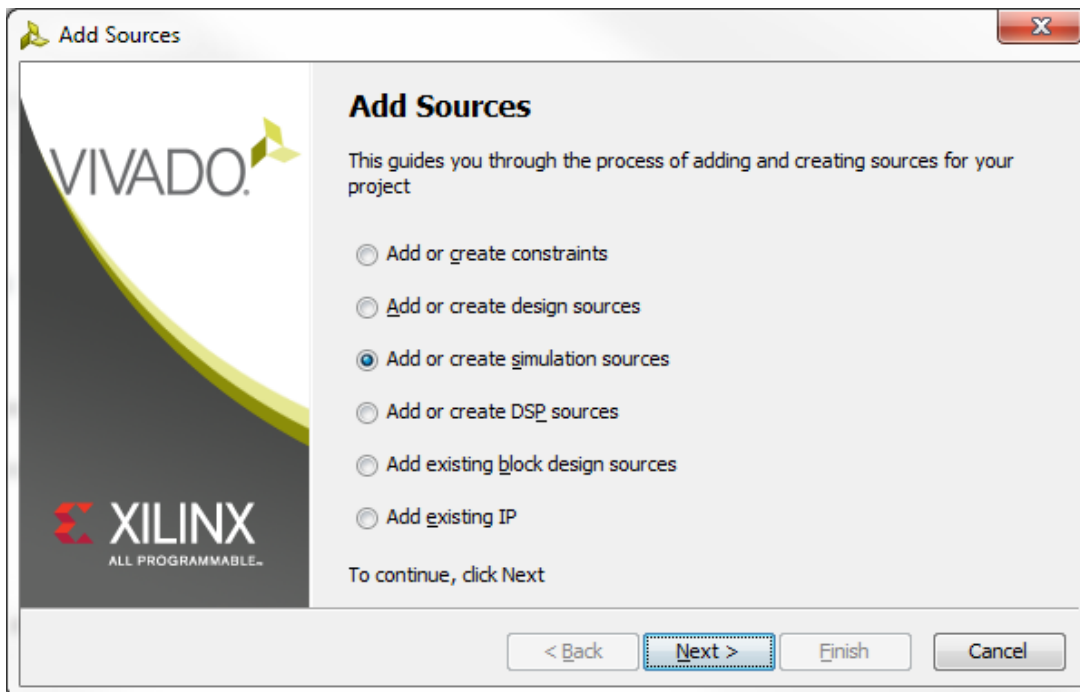 Add Sources
X
VIVADO.
Add Sources
This guides you through the process of adding and creating sources for your
project
Add or create constraints
Add or create design sources
Add or create simulation sources
Add or create DSP sources
Add existing block design sources
Add existing IP
XILINX
ALL PROGRAMMABLE™
To continue, click Next
< Back
Next >
Finish
Cancel